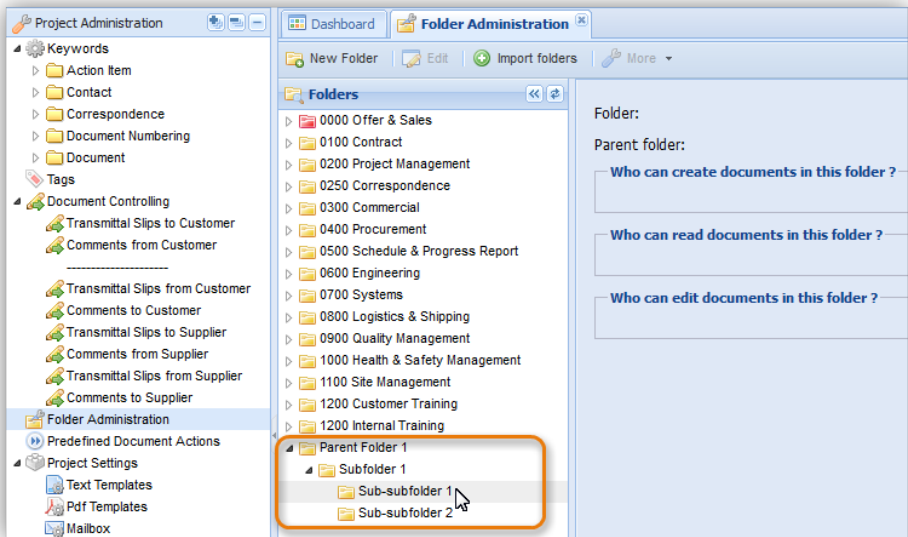 Project Administration
Keywords
Action Item
Contact
Correspondence
Document Numbering
Document
Tags
Document Controlling
Transmittal Slips to Customer
Comments from Customer
---------------------
Transmittal Slips from Customer
Comments to Customer
Transmittal Slips to Supplier
Comments from Supplier
Transmittal Slips from Supplier
Comments to Supplier
Folder Administration
Predefined Document Actions
Project Settings
Text Templates
Pdf Templates
Mailbox
Dashboard Folder Administration
New Folder Edit Import folders More
Folders
0000 Offer & Sales
0100 Contract
0200 Project Management
0250 Correspondence
0300 Commercial
0400 Procurement
0500 Schedule & Progress Report
0600 Engineering
0700 Systems
0800 Logistics & Shipping
0900 Quality Management
1000 Health & Safety Management
1100 Site Management
1200 Customer Training
1200 Internal Training
Parent Folder 1
Subfolder 1
Sub-subfolder 1
Sub-subfolder 2
Folder:
Parent folder:
Who can create documents in this folder ?
Who can read documents in this folder ?
Who can edit documents in this folder ?